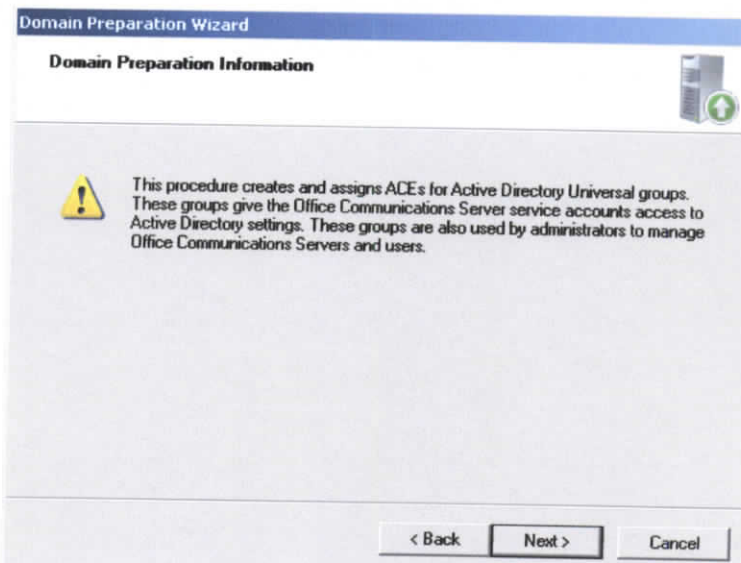 Domain Preparation Wizard
Domain Preparation Information
This procedure creates and assigns ACEs for Active Directory Universal groups.
These groups give the Office Communications Server service accounts access to
Active Directory settings. These groups are also used by administrators to manage
Office Communications Servers and users.
< Back
Next >
Cancel